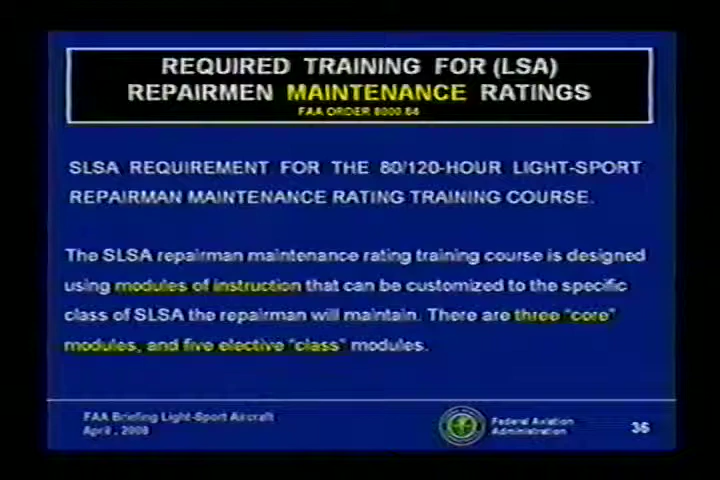 REQUIRED TRAINING FOR (LSA)
REPAIRMEN MAINTENANCE RATINGS
FAA ORDER 8000.84
SLSA REQUIREMENT FOR THE 80/120-HOUR LIGHT-SPORT
REPAIRMAN MAINTENANCE RATING TRAINING COURSE.
The SLSA repairman maintenance rating training course is designed
using modules of instruction that can be customized to the specific
class of SLSA the repairman will maintain. There are three "core"
modules, and five elective "class" modules.
FAA Briefing Light-Sport Aircraft
April , 2008
Federal Aviation
Administration
35